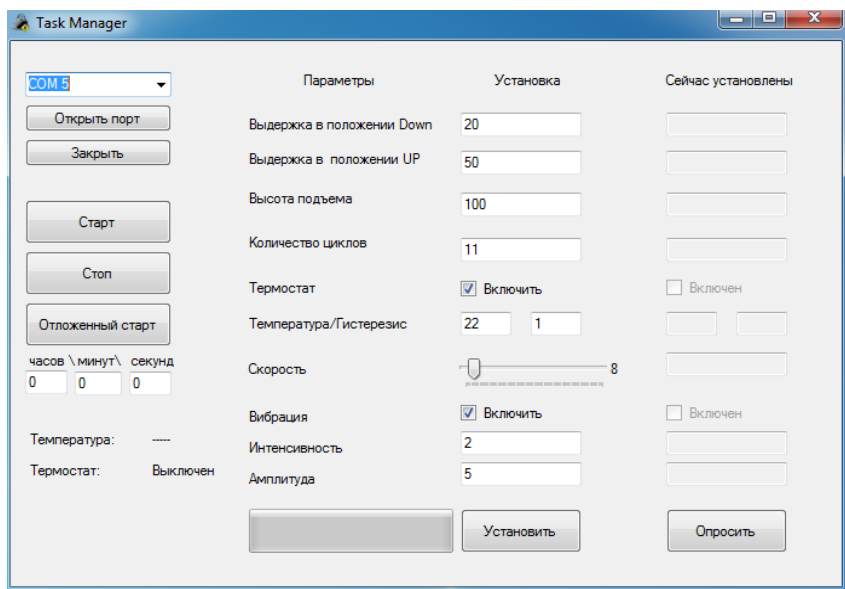 Task Manager
COM 5
Параметры
Установка
Сейчас установлены
Открыть порт
Выдержка в положении Down
20
Закрыть
Выдержка в положении UP
50
Высота подъема
100
Старт
Количество циклов
11
Стоп
Термостат
Включить
Включен
Отложенный старт
Температура/Гистерезис
22
1
часов \ минут\ секунд
0
0
0
Скорость
8
Вибрация
Включить
Включен
Температура: -----
Интенсивность
2
Термостат: Выключен
Амплитуда
5
Установить
Опросить